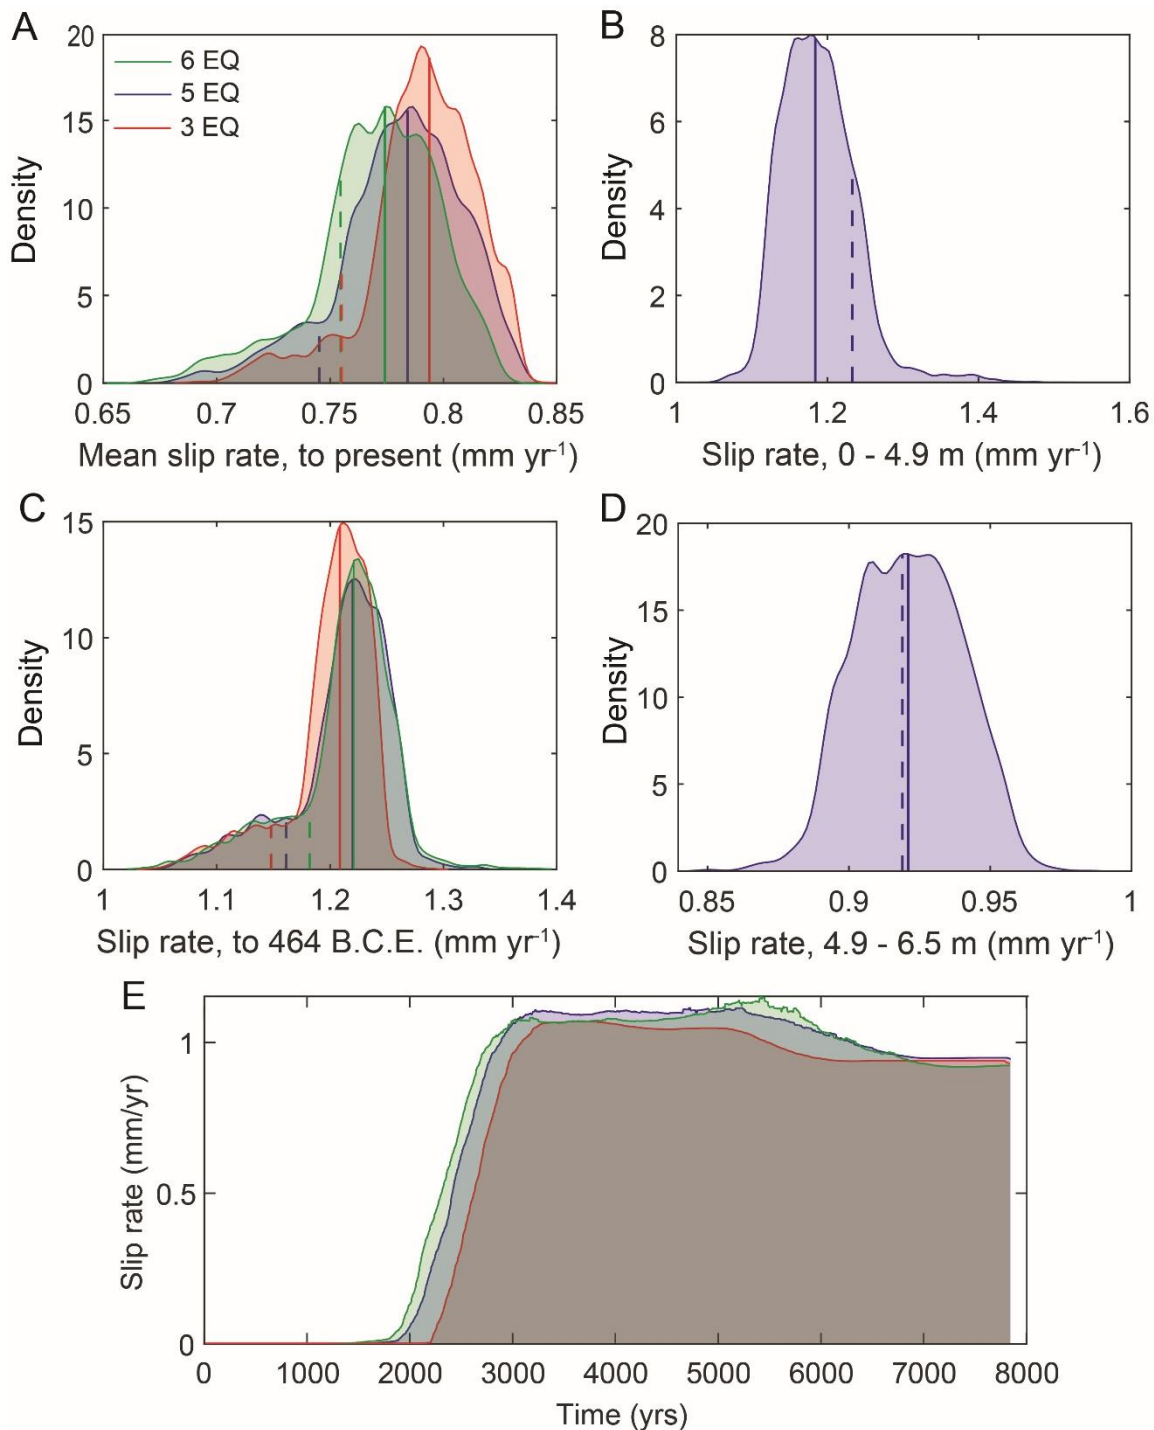 A
20
15
10
5
0
Density
6 EQ
5 EQ
3 EQ
0.65 0.7 0.75 0.8 0.85
Mean slip rate, to present (mm yr⁻¹)
B
8
6
4
2
0
Density
1 1.2 1.4 1.6
Slip rate, 0 - 4.9 m (mm yr⁻¹)
C
15
10
5
0
Density
1 1.1 1.2 1.3 1.4
Slip rate, to 464 B.C.E. (mm yr⁻¹)
D
20
15
10
5
0
Density
0.85 0.9 0.95 1
Slip rate, 4.9 - 6.5 m (mm yr⁻¹)
E
1
0.5
0
Slip rate (mm/yr)
0 1000 2000 3000 4000 5000 6000 7000 8000
Time (yrs)